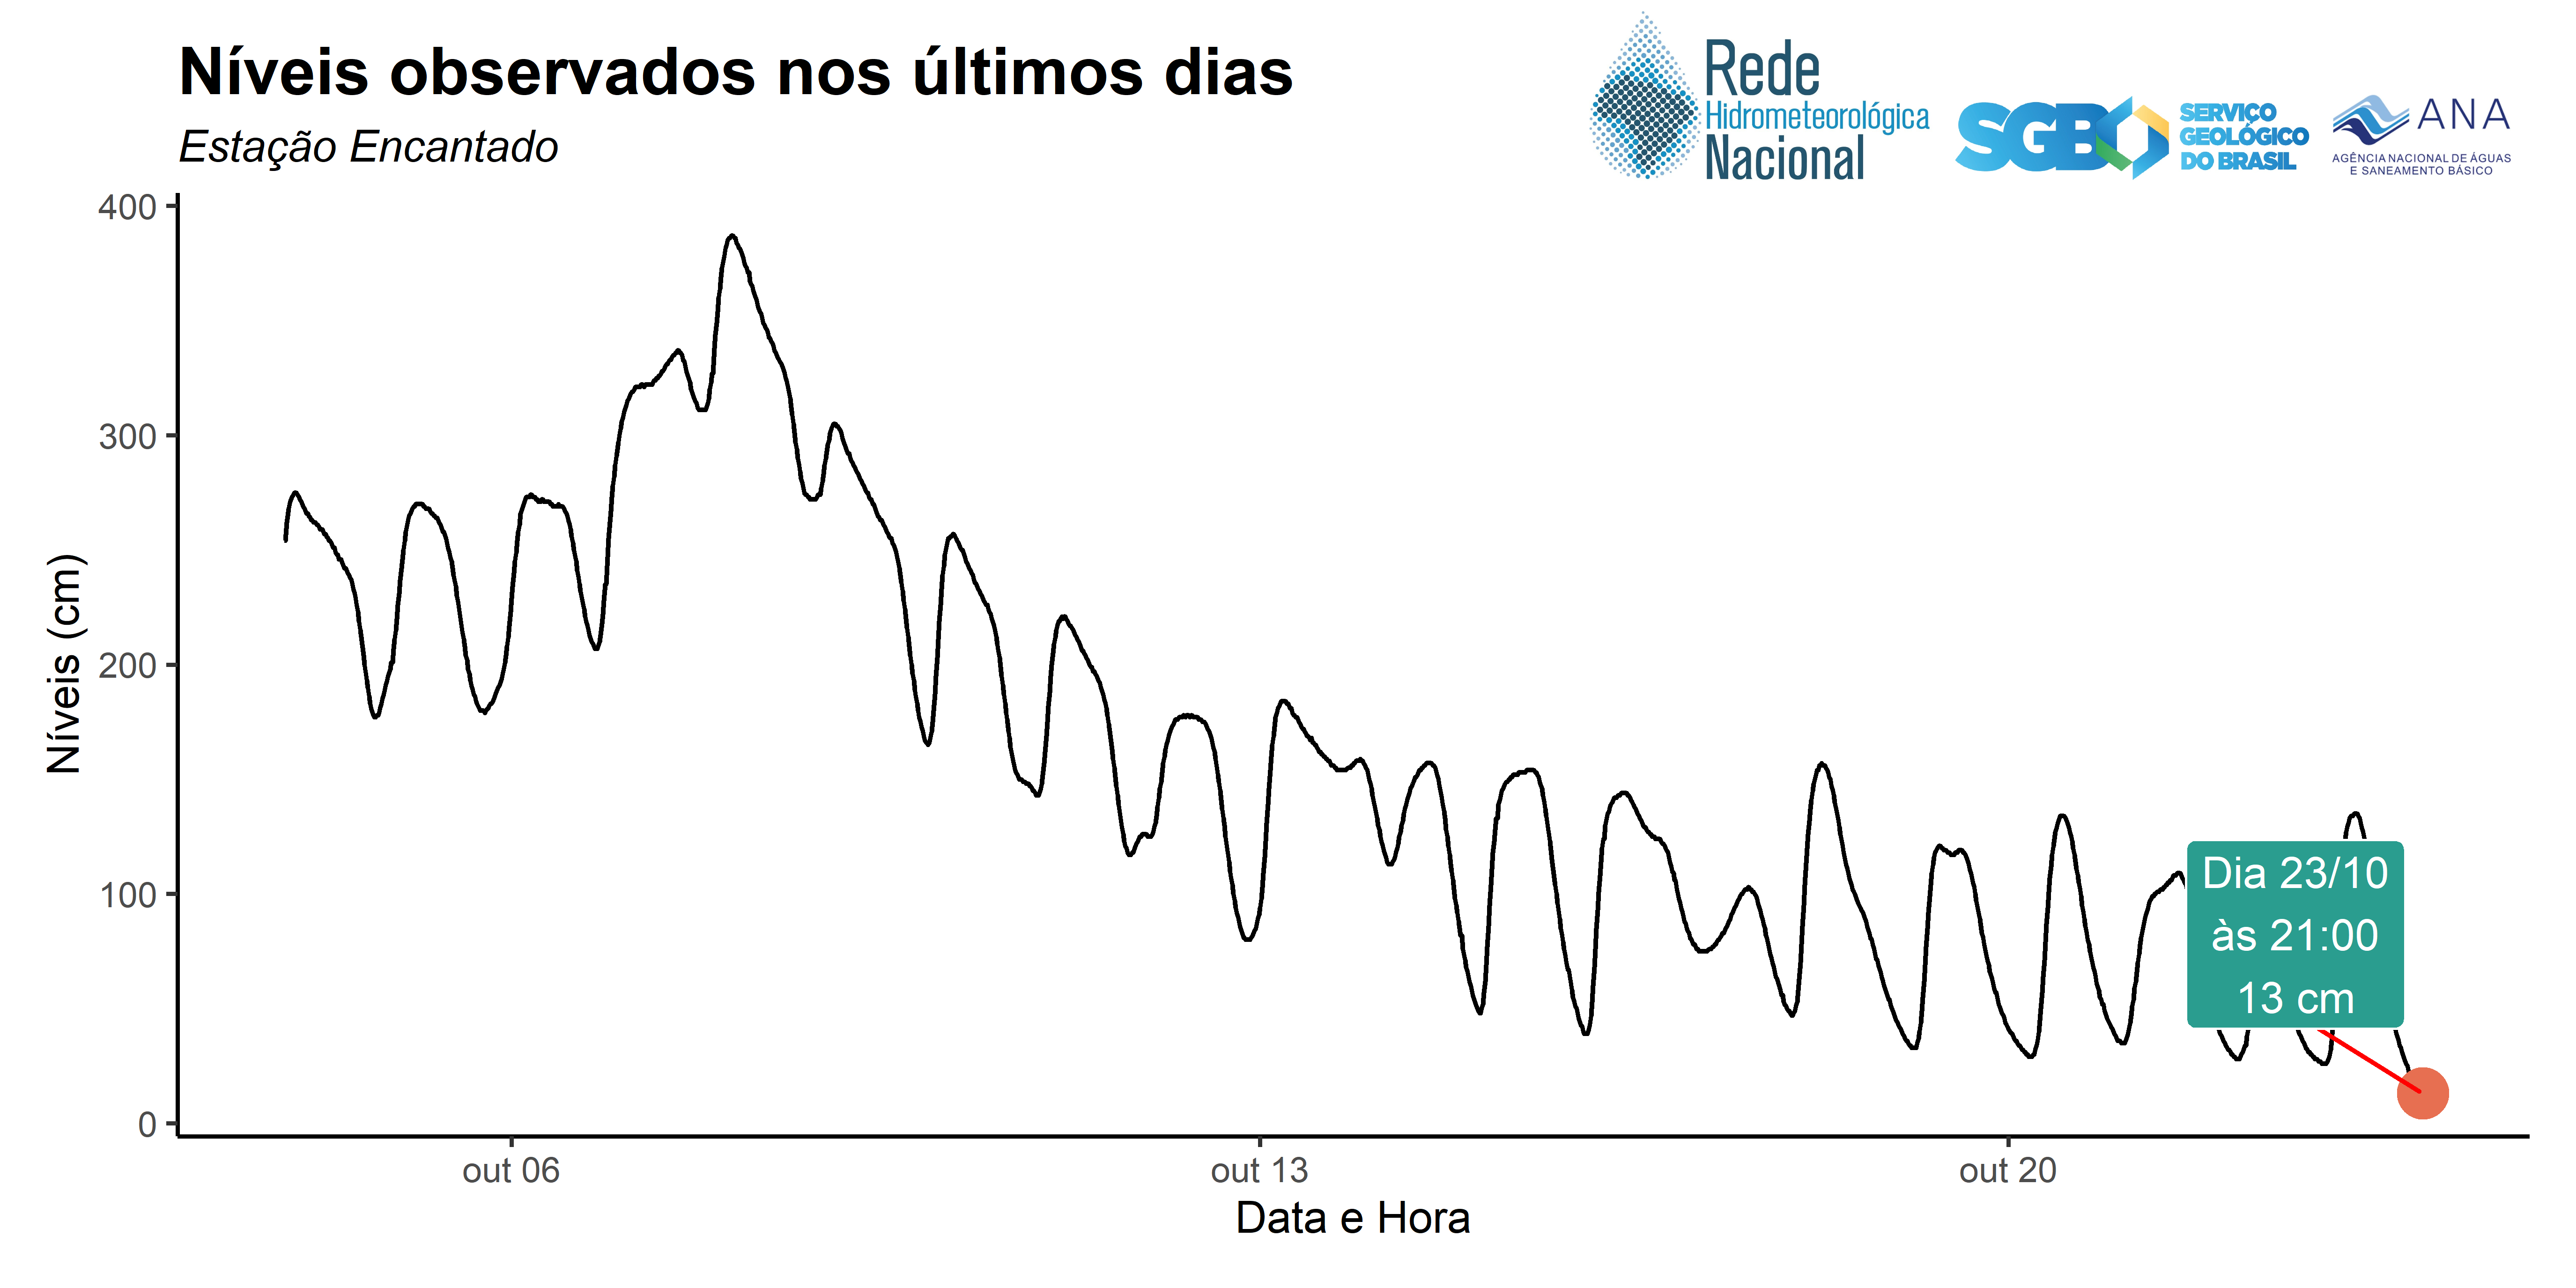 Níveis observados nos últimos dias
Estação Encantado
Rede
Hidrometeorológica
Nacional
SGB
SERVIÇO
GEOLÓGICO
DO BRASIL
ANA
AGÊNCIA NACIONAL DE ÁGUAS
E SANEAMENTO BÁSICO
Níveis (cm)
400
300
200
100
0
Dia 23/10
às 21:00
13 cm
out 06
out 13
out 20
Data e Hora